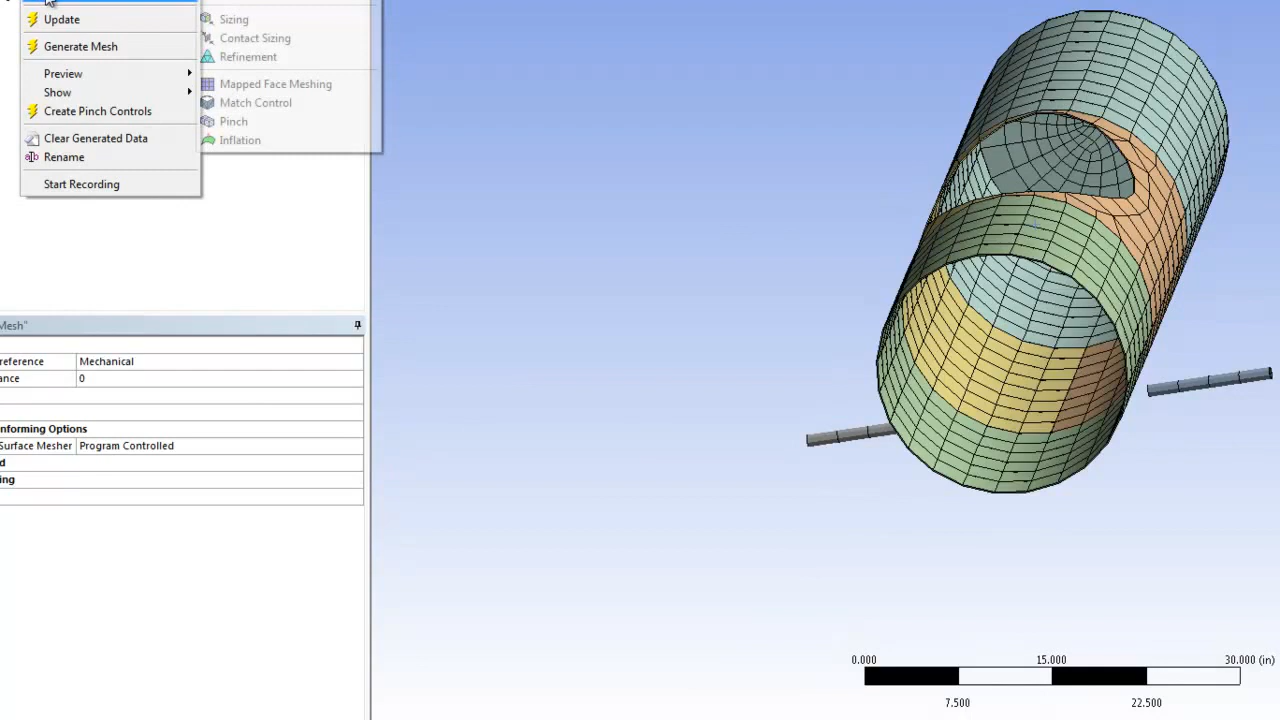 Update
Generate Mesh
Preview
Show
Create Pinch Controls
Clear Generated Data
Rename
Start Recording
Sizing
Contact Sizing
Refinement
Mapped Face Meshing
Match Control
Pinch
Inflation
Mesh"
reference Mechanical
ance 0
nforming Options
Surface Mesher Program Controlled
d
ing
0.000 15.000 30.000 (in)
7.500 22.500